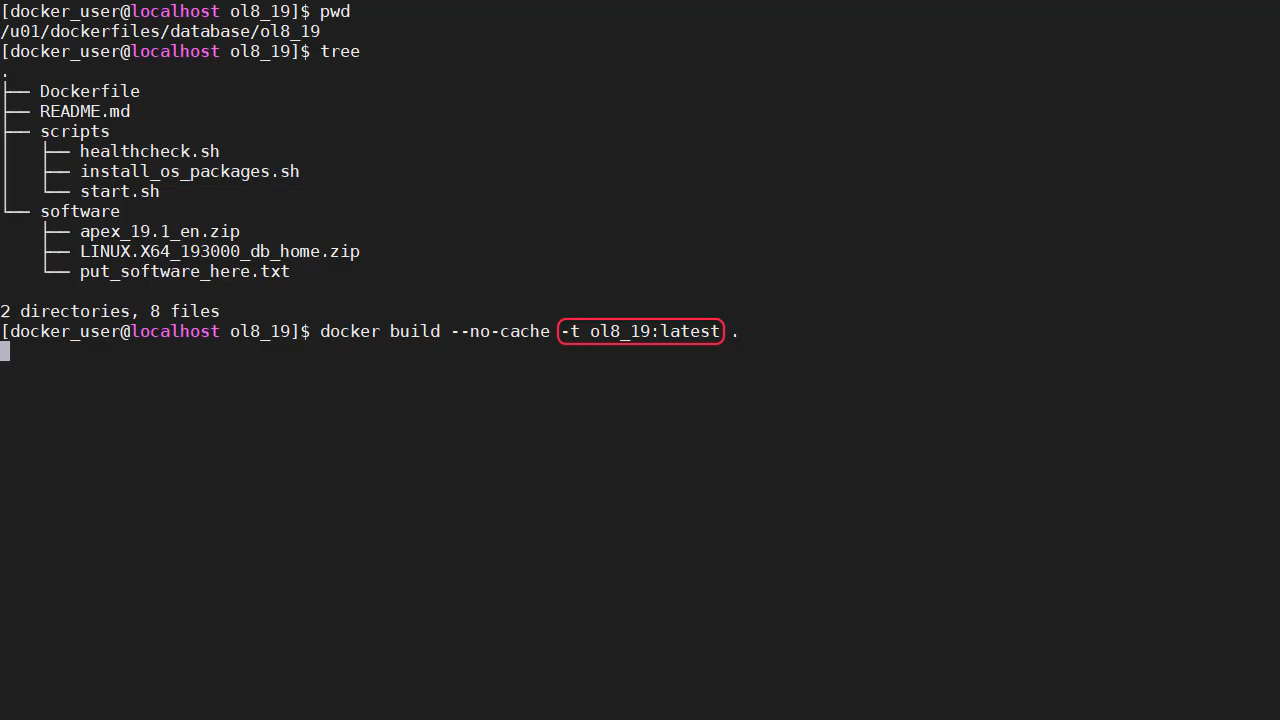 [docker_user@localhost ol8_19]$ pwd
/u01/dockerfiles/database/ol8_19
[docker_user@localhost ol8_19]$ tree
.
├── Dockerfile
├── README.md
├── scripts
│   ├── healthcheck.sh
│   ├── install_os_packages.sh
│   └── start.sh
└── software
    ├── apex_19.1_en.zip
    ├── LINUX.X64_193000_db_home.zip
    └── put_software_here.txt

2 directories, 8 files
[docker_user@localhost ol8_19]$ docker build --no-cache -t ol8_19:latest .